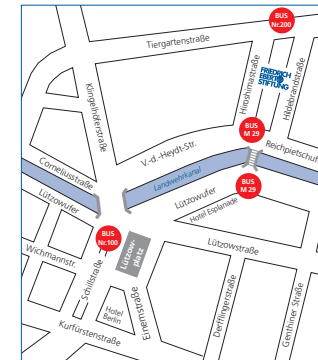 BUS
Nr.200
Tiergartenstraße
FRIEDRICH
EBERT
STIFTUNG
Hiroshimastraße
Hildebrandstraße
Klingelhöferstraße
BUS
M 29
V.-d.-Heydt-Str.
Reichpietschuf.
Corneliusstraße
Landwehrkanal
BUS
M 29
Lützowufer
Lützowufer
Hotel Esplanade
BUS
Nr.100
Lützow-
platz
Lützowstraße
Wichmannstr.
Schillstraße
Hotel
Berlin
Einemstraße
Derfflingerstraße
Genthiner Straße
Kurfürstenstraße